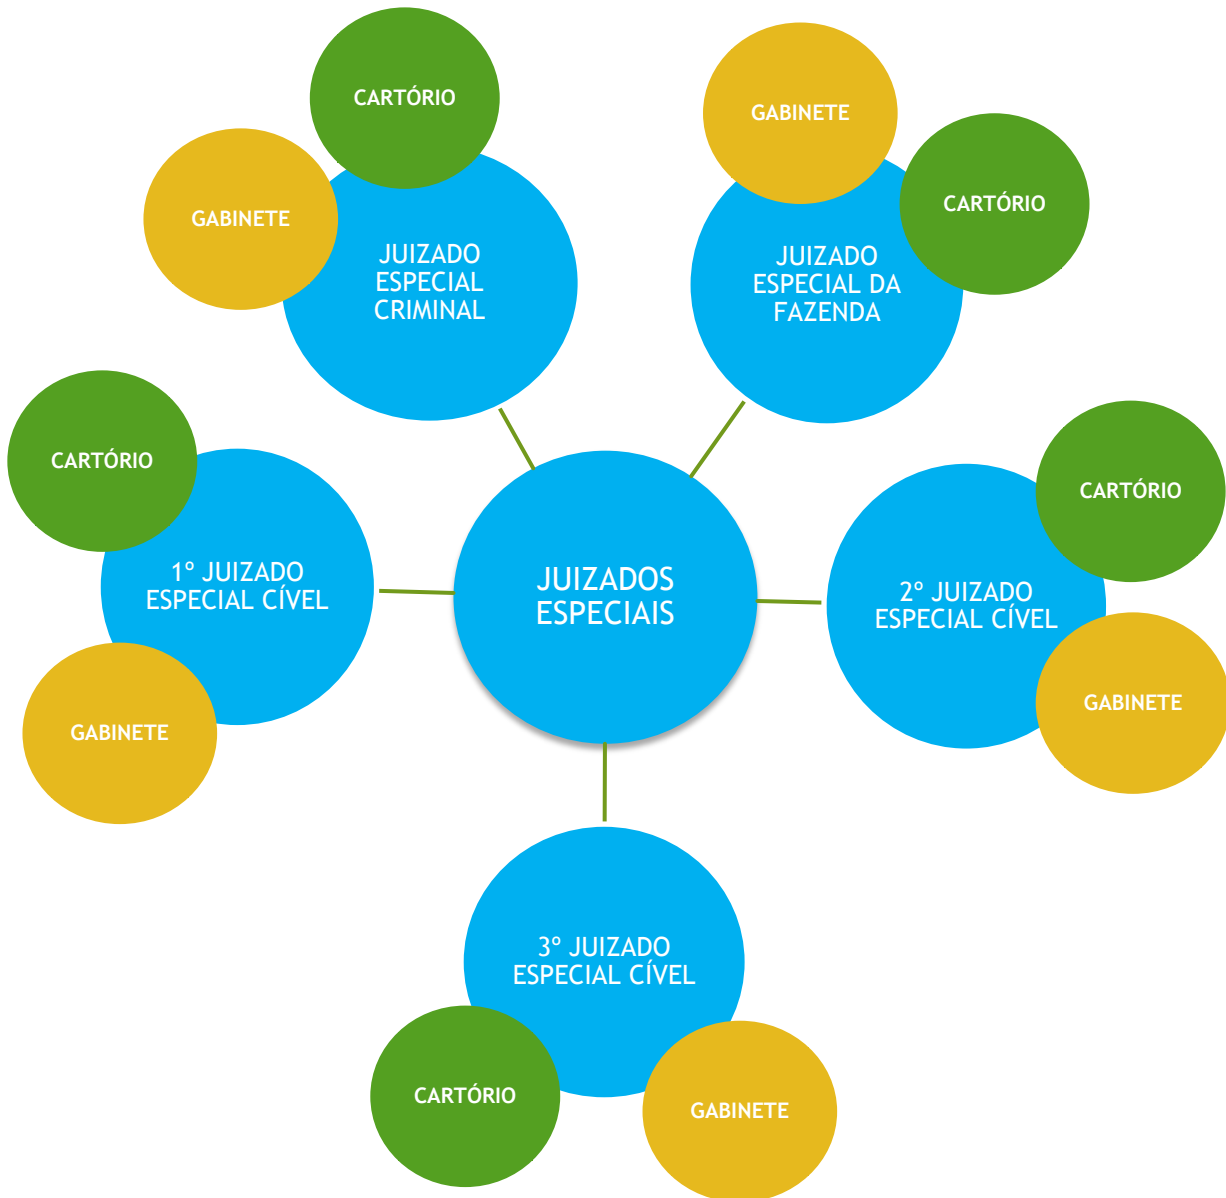 CARTÓRIO
GABINETE
JUIZADO
ESPECIAL
CRIMINAL
GABINETE
CARTÓRIO
JUIZADO
ESPECIAL DA
FAZENDA
CARTÓRIO
1º JUIZADO
ESPECIAL CÍVEL
GABINETE
JUIZADOS
ESPECIAIS
CARTÓRIO
2º JUIZADO
ESPECIAL CÍVEL
GABINETE
3º JUIZADO
ESPECIAL CÍVEL
CARTÓRIO
GABINETE